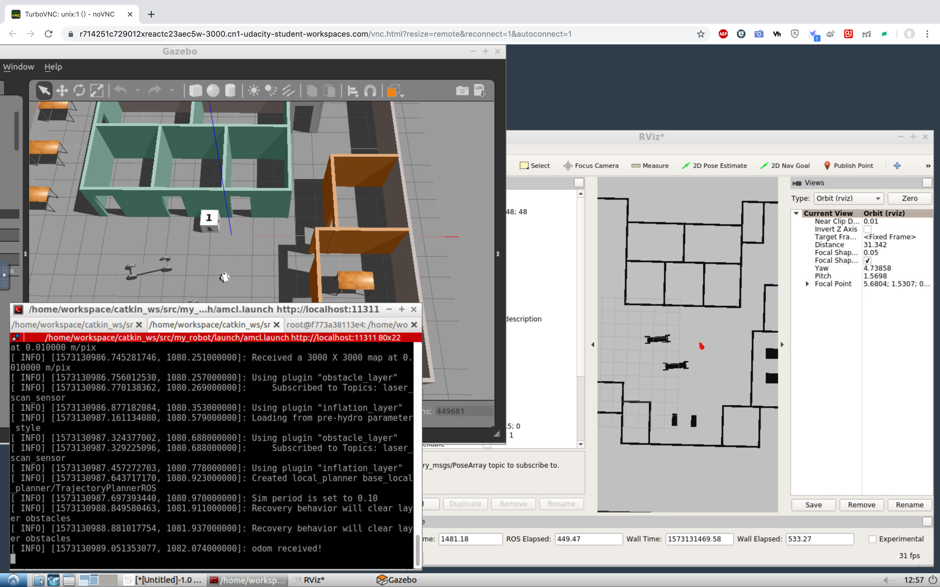 TurboVNC: unix:1 () - noVNC
r714251c729012xreactc23aec5w-3000.cn1-udacity-student-workspaces.com/vnc.html?resize=remote&reconnect=1&autoconnect=1
Gazebo
Window Help
1
449681
/home/workspace/catkin_ws/src/my_...h/amcl.launch http://localhost:11311
/home/workspace/catkin_ws/sr /home/workspace/catkin_ws/sr root@f773a38113e4: /home/wo
/home/workspace/catkin_ws/src/my_robot/launch/amcl.launch http://localhost:11311 80x22
at 0.010000 m/pix
[ INFO] [1573130986.745281746, 1080.251000000]: Received a 3000 X 3000 map at 0.
010000 m/pix
[ INFO] [1573130986.756012530, 1080.257000000]: Using plugin "obstacle_layer"
[ INFO] [1573130986.770138362, 1080.269000000]: Subscribed to Topics: laser_
scan_sensor
[ INFO] [1573130986.877182084, 1080.353000000]: Using plugin "inflation_layer"
[ INFO] [1573130987.161134080, 1080.579000000]: Loading from pre-hydro parameter
style
[ INFO] [1573130987.324377002, 1080.688000000]: Using plugin "obstacle_layer"
[ INFO] [1573130987.329225096, 1080.688000000]: Subscribed to Topics: laser_
scan_sensor
[ INFO] [1573130987.457272703, 1080.778000000]: Using plugin "inflation_layer"
[ INFO] [1573130987.643717170, 1080.923000000]: Created local_planner base_local
_planner/TrajectoryPlannerROS
[ INFO] [1573130987.697393440, 1080.970000000]: Sim period is set to 0.10
[ INFO] [1573130988.849580463, 1081.911000000]: Recovery behavior will clear lay
er obstacles
[ INFO] [1573130988.881017754, 1081.937000000]: Recovery behavior will clear lay
er obstacles
[ INFO] [1573130989.051353077, 1082.074000000]: odom received!
RViz*
Select Focus Camera Measure 2D Pose Estimate 2D Nav Goal Publish Point
48; 48
description
15; 0
1
ry_msgs/PoseArray topic to subscribe to.
Duplicate Remove Rename
Views
Type: Orbit (rviz) Zero
Current View Orbit (rviz)
Near Clip D... 0.01
Invert Z Axis
Target Fra... <Fixed Frame>
Distance 31.342
Focal Shap... 0.05
Focal Shap... ✓
Yaw 4.73858
Pitch 1.5698
Focal Point 5.6804; 1.5307; 0...
Save Remove Rename
me: 1481.18 ROS Elapsed: 449.47 Wall Time: 1573131469.58 Wall Elapsed: 533.27 Experimental
31 fps
[*[Untitled]-1.0 ... /home/worksp... RViz* Gazebo 12:57